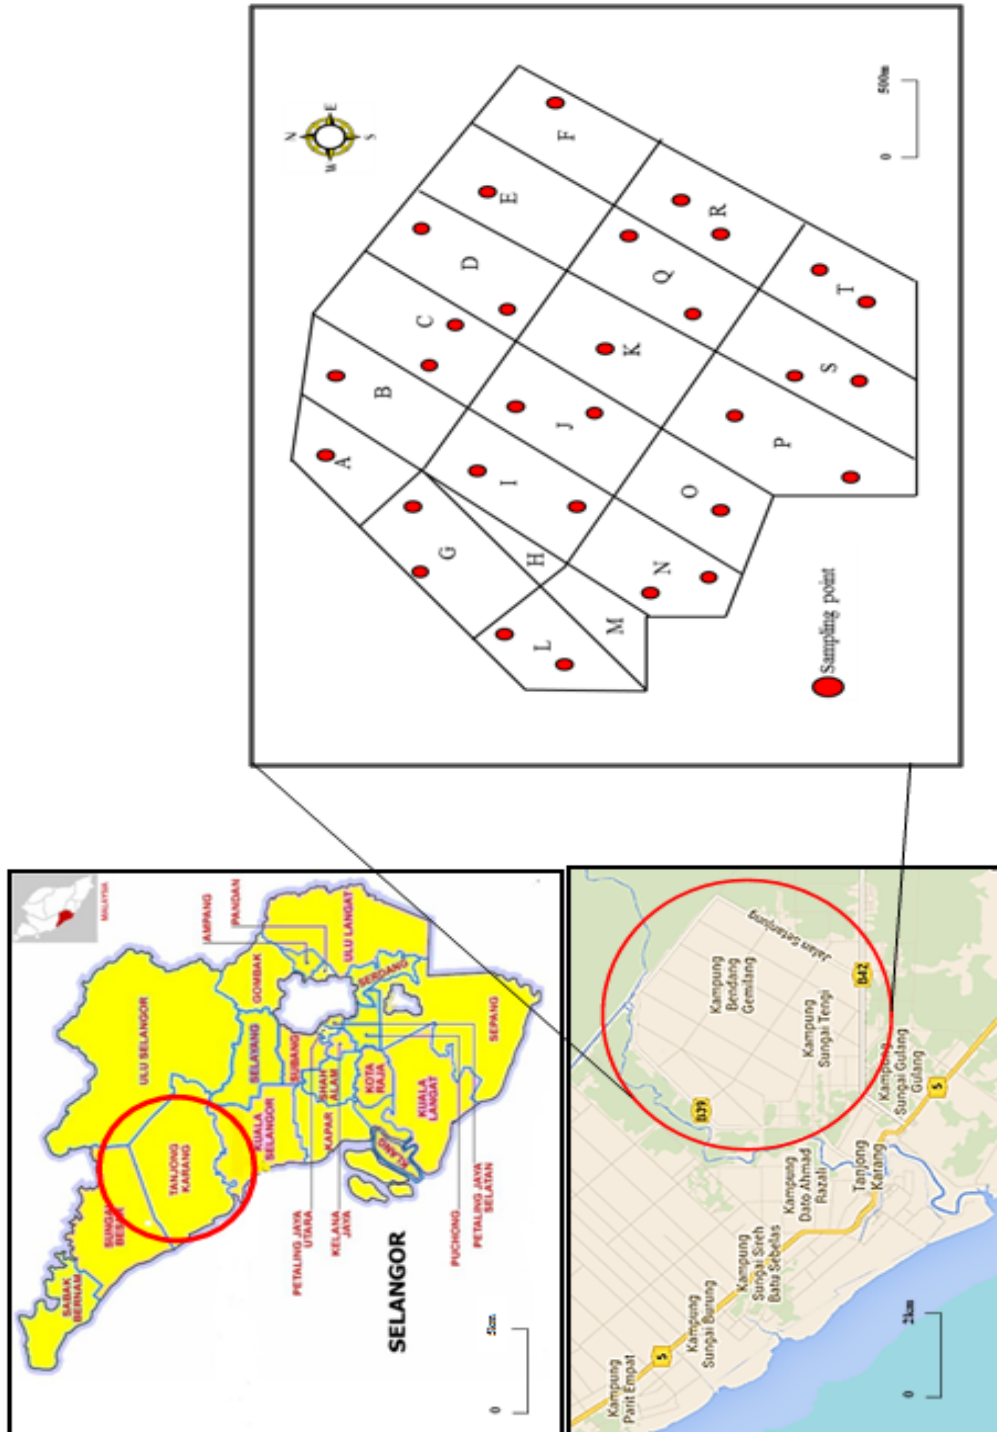 N
E
S
W
A
B
C
D
E
F
G
H
I
J
K
L
M
N
O
P
Q
R
S
T
0
500m
Sampling point
MALAYSIA
AMPANG
PANDAN
ULU SELANGOR
GOMBAK
ULU LANGAT
SELAYANG
SERDANG
SUBANG
SHAH
ALAM
SEPANG
KOTA
RAJA
KUALA
LANGAT
KUALA
SELANGOR
KAPAR
KLANG
TANJONG
KARANG
SUNGAI
BESAR
SABAK
BERNAM
PETALING JAYA
UTARA
KELANA
JAYA
PUCHONG
PETALING JAYA
SELATAN
SELANGOR
0
5km
Jalan Setanjung
Kampung
Bendang
Gemilang
Kampung
Sungai Tengi
B42
B39
Kampung
Sungai Gulang
Gulang
5
Tanjong
Karang
Kampung
Dato Ahmad
Razali
Kampung
Sungai Sireh
Batu Sebelas
Kampung
Sungai Burung
5
Kampung
Parit Empat
0
2km